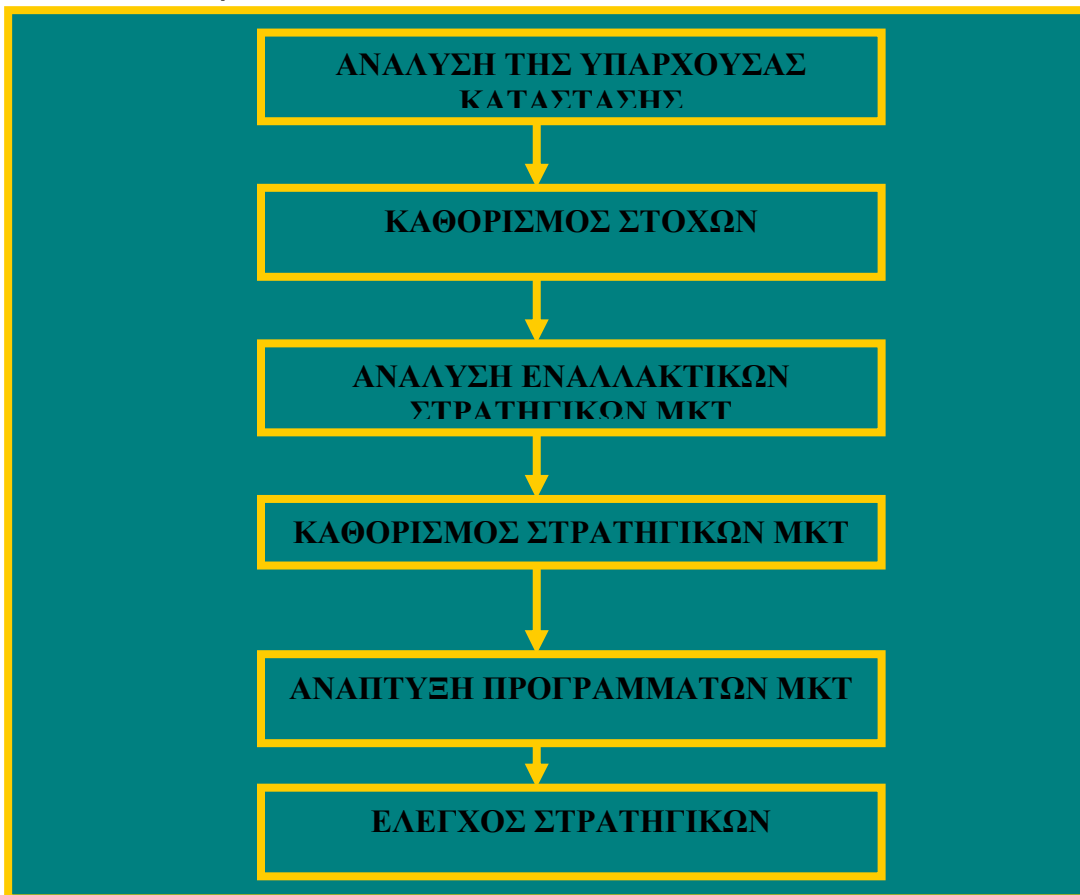 ΑΝΑΛΥΣΗ ΤΗΣ ΥΠΑΡΧΟΥΣΑΣ
ΚΑΤΑΣΤΑΣΗΣ
ΚΑΘΟΡΙΣΜΟΣ ΣΤΟΧΩΝ
ΑΝΑΛΥΣΗ ΕΝΑΛΛΑΚΤΙΚΩΝ
ΣΤΡΑΤΗΓΙΚΩΝ ΜΚΤ
ΚΑΘΟΡΙΣΜΟΣ ΣΤΡΑΤΗΓΙΚΩΝ ΜΚΤ
ΑΝΑΠΤΥΞΗ ΠΡΟΓΡΑΜΜΑΤΩΝ ΜΚΤ
ΕΛΕΓΧΟΣ ΣΤΡΑΤΗΓΙΚΩΝ